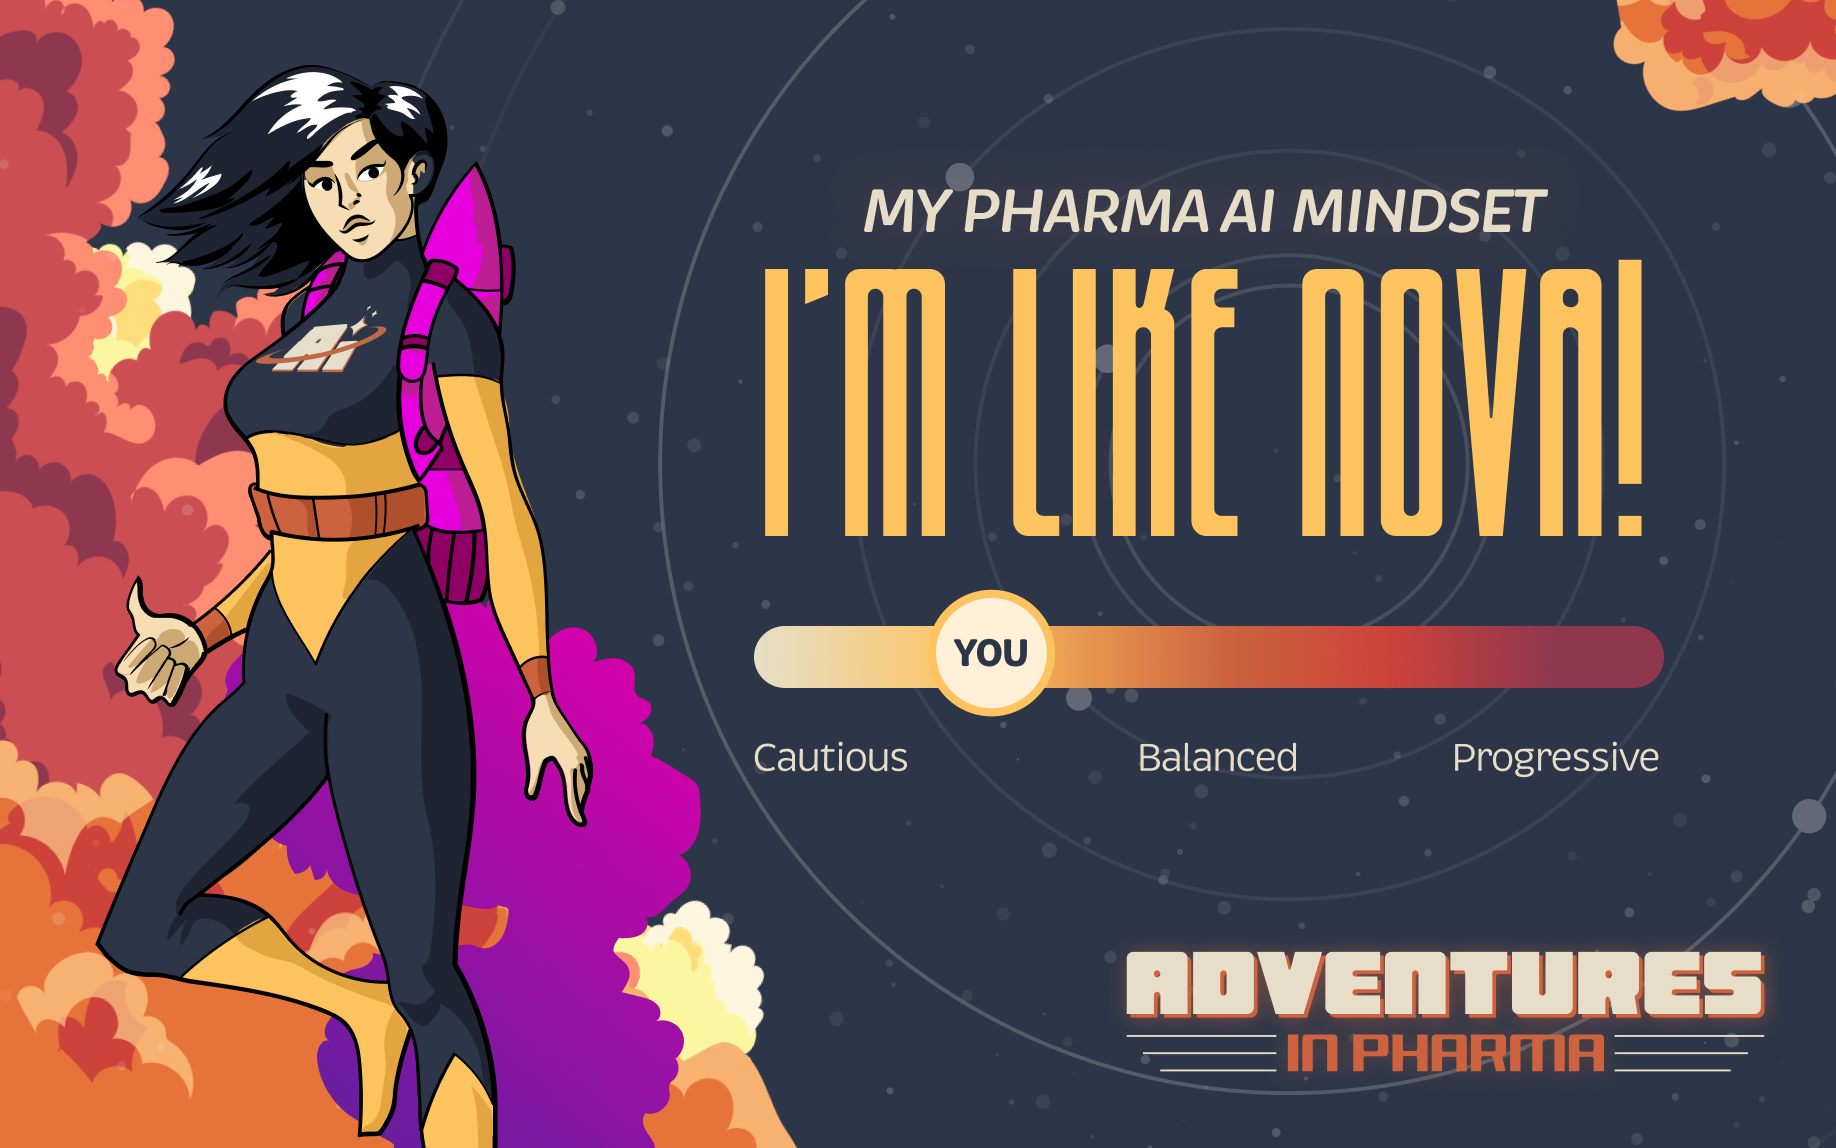 MY PHARMA AI MINDSET
I'M LIKE NOVA!
AI
YOU
Cautious Balanced Progressive
ADVENTURES
IN PHARMA